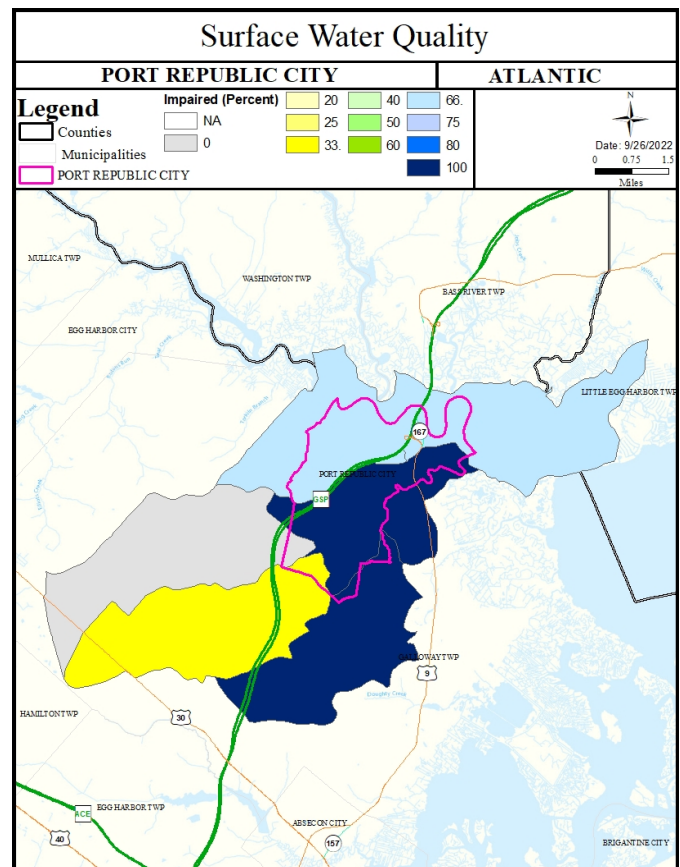 Surface Water Quality
PORT REPUBLIC CITY
ATLANTIC
Legend
Counties
Municipalities
PORT REPUBLIC CITY
Impaired (Percent)
NA
0
20
25
33.
40
50
60
66.
75
80
100
N
Date: 9/26/2022
0 0.75 1.5
Miles
MULLICA TWP
WASHINGTON TWP
BASS RIVER TWP
EGG HARBOR CITY
LITTLE EGG HARBOR TWP
167
PORT REPUBLIC CITY
GSP
GALLOWAY TWP
9
HAMILTON TWP
30
EGG HARBOR TWP
ACE
ABSECON CITY
40
157
BRIGANTINE CITY